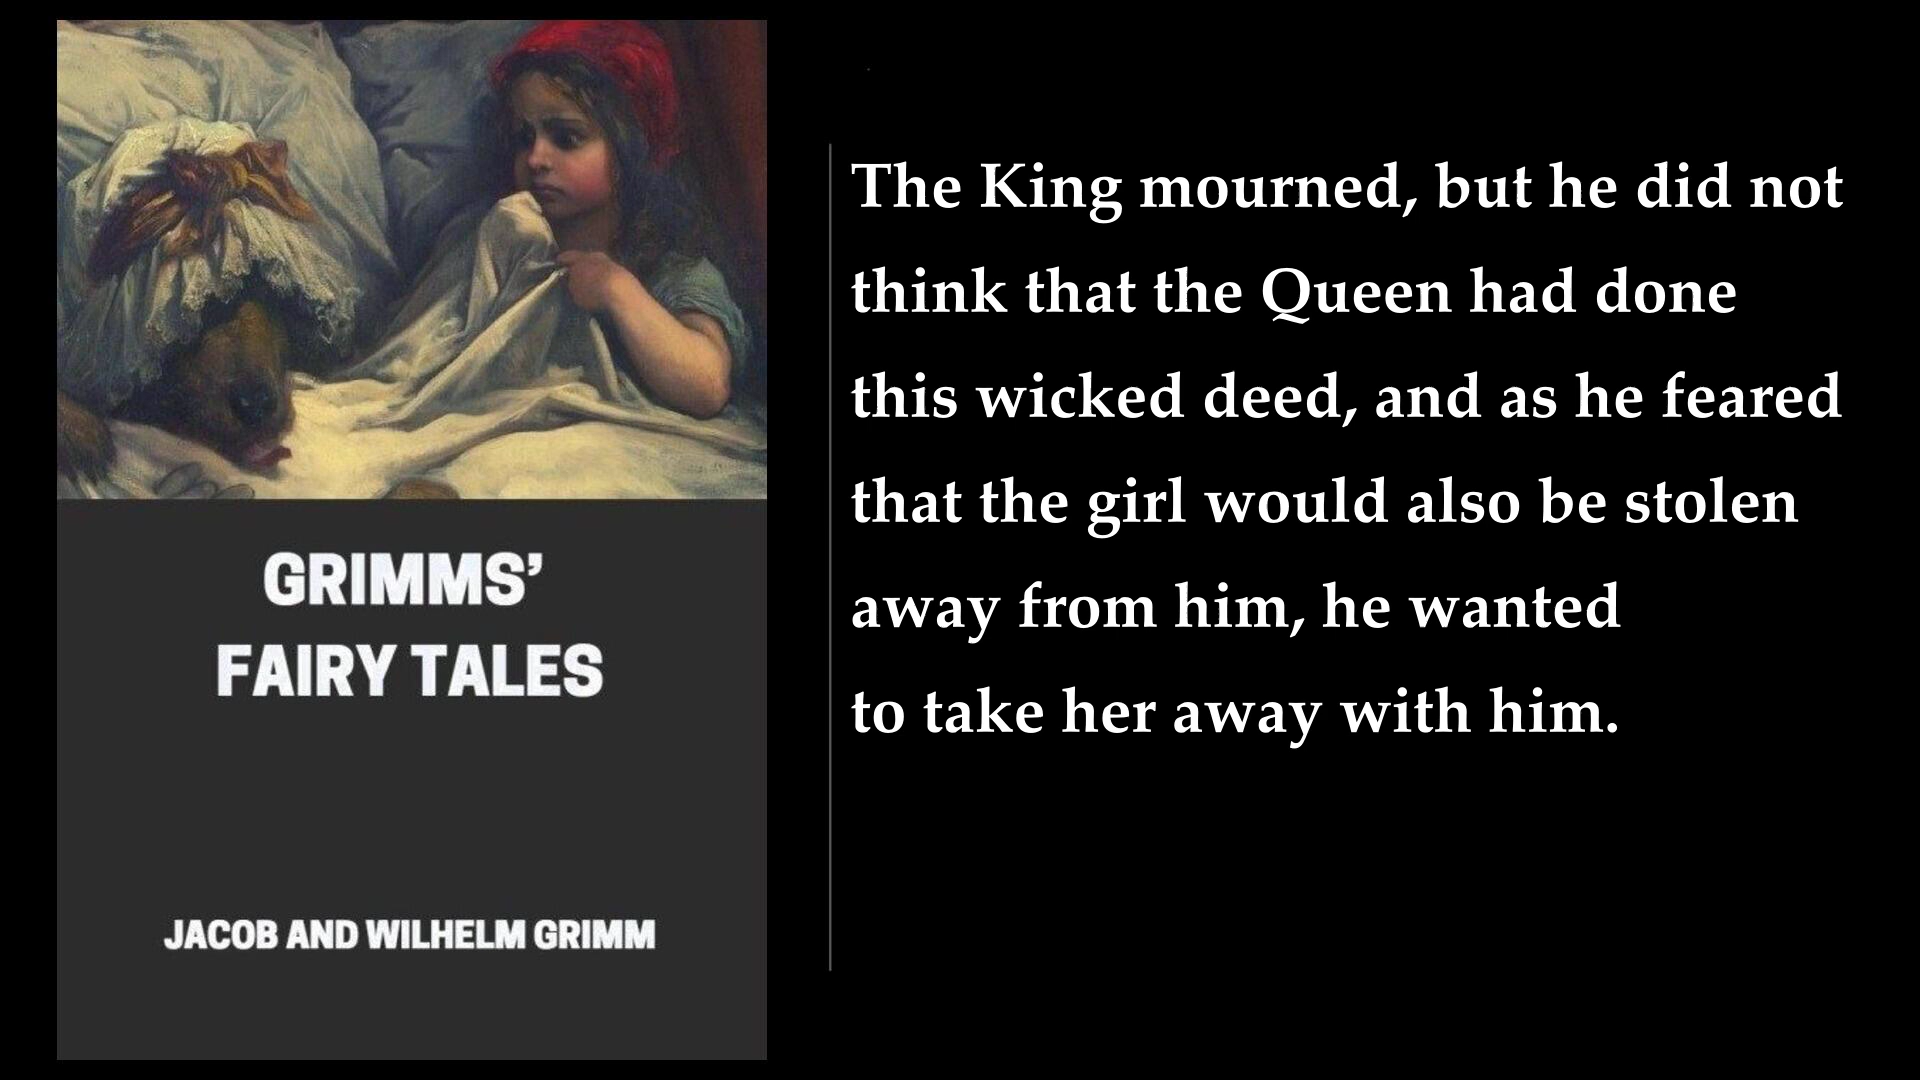 GRIMMS’
FAIRY TALES
JACOB AND WILHELM GRIMM
The King mourned, but he did not
think that the Queen had done
this wicked deed, and as he feared
that the girl would also be stolen
away from him, he wanted
to take her away with him.